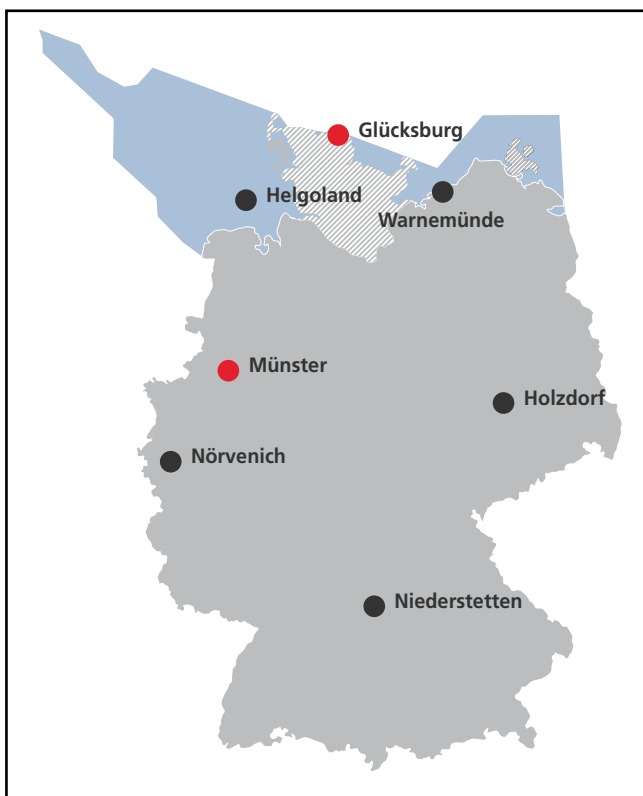 Glücksburg
Helgoland
Warnemünde
Münster
Holzdorf
Nörvenich
Niederstetten